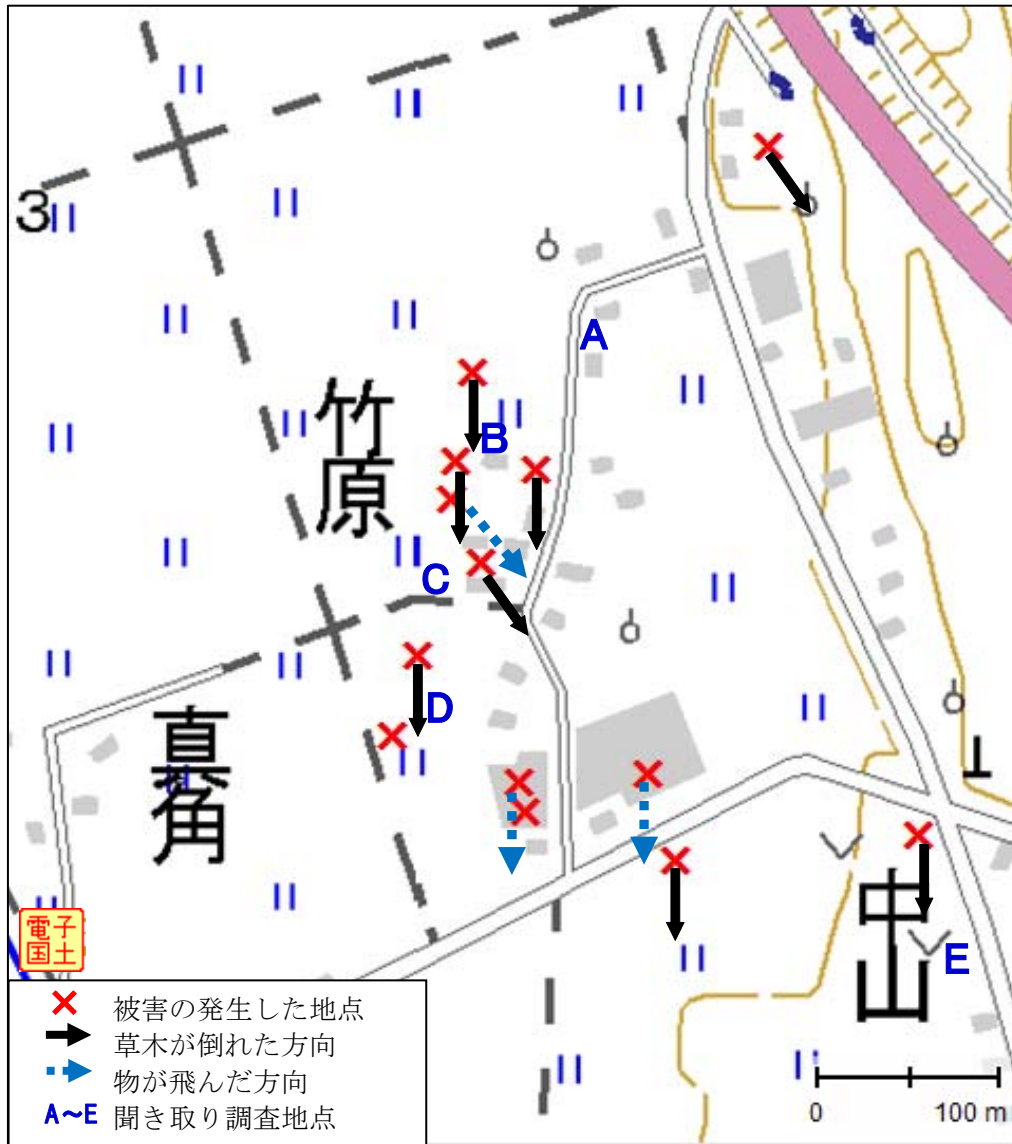 3
A
竹原
B
C
D
真角
中山
E
電子
国土
× 被害の発生した地点
草木が倒れた方向
物が飛んだ方向
A～E 聞き取り調査地点
0 100 m